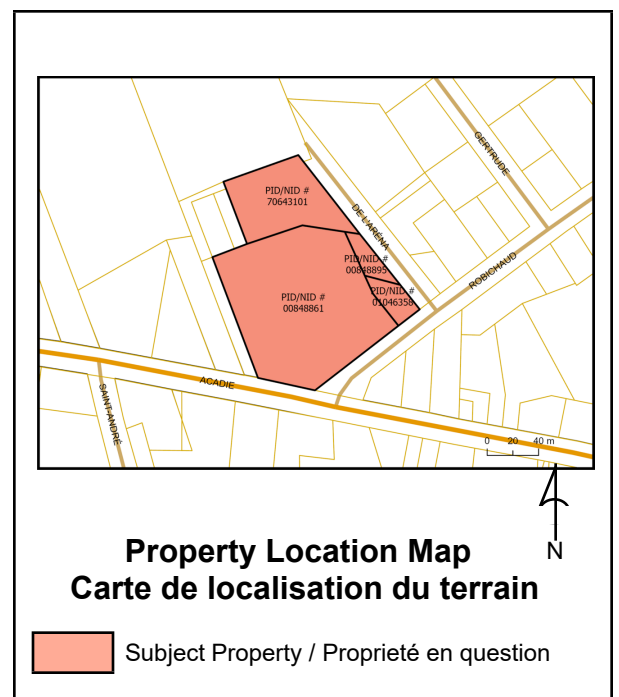 GERTRUDE
PID/NID #
70643101
DE L'ARÉNA
ROBICHAUD
PID/NID #
00848895
PID/NID #
01046358
PID/NID #
00848861
ACADIE
SAINT-ANDRÉ
0 20 40 m
N
Property Location Map
Carte de localisation du terrain
Subject Property / Proprieté en question